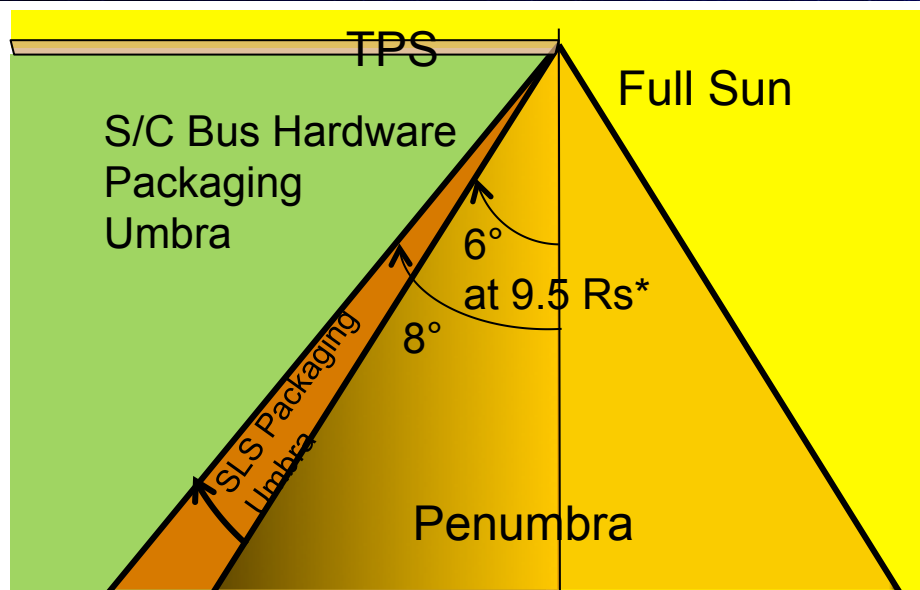 TPS
Full Sun
S/C Bus Hardware
Packaging
Umbra
6°
at 9.5 Rs*
8°
SLS Packaging
Umbra
Penumbra